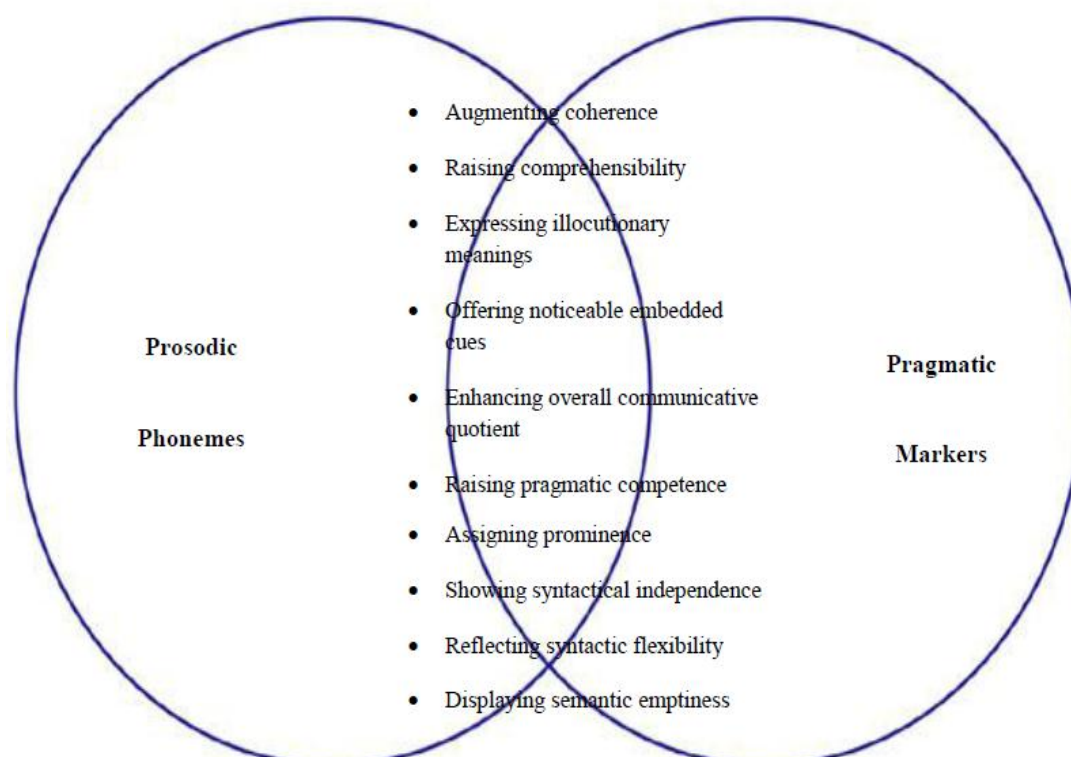 • Augmenting coherence
• Raising comprehensibility
• Expressing illocutionary
meanings
• Offering noticeable embedded
cues
Prosodic
Pragmatic
• Enhancing overall communicative
quotient
Phonemes
Markers
• Raising pragmatic competence
• Assigning prominence
• Showing syntactical independence
• Reflecting syntactic flexibility
• Displaying semantic emptiness